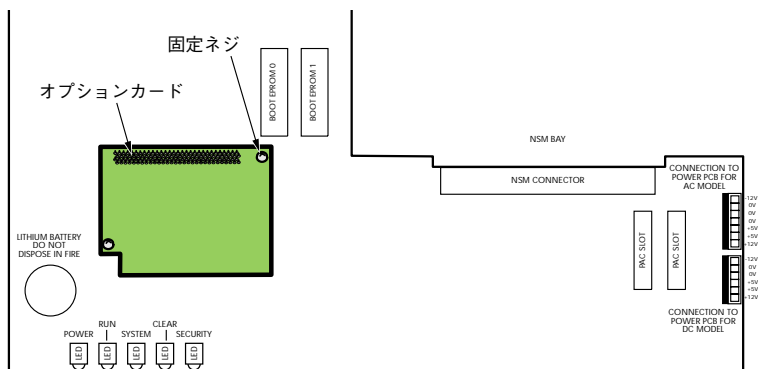 固定ネジ
オプションカード
BOOT EPROM 0
BOOT EPROM 1
NSM BAY
NSM CONNECTOR
CONNECTION TO
POWER PCB FOR
AC MODEL
-12V
0V
0V
0V
+5V
+5V
+12V
PAC SLOT
PAC SLOT
-12V
0V
0V
+5V
+5V
+12V
CONNECTION TO
POWER PCB FOR
DC MODEL
LITHIUM BATTERY
DO NOT
DISPOSE IN FIRE
RUN
CLEAR
POWER
SYSTEM
SECURITY
LED
LED
LED
LED
LED